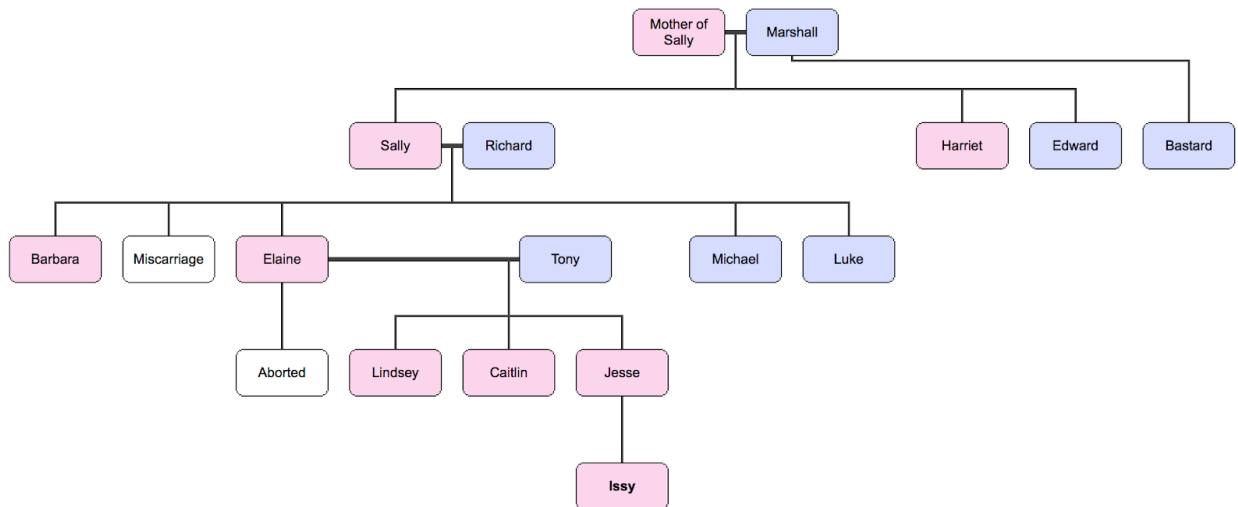 Mother of
Sally
Marshall
Sally
Richard
Harriet
Edward
Bastard
Barbara
Miscarriage
Elaine
Tony
Michael
Luke
Aborted
Lindsey
Caitlin
Jesse
Issy